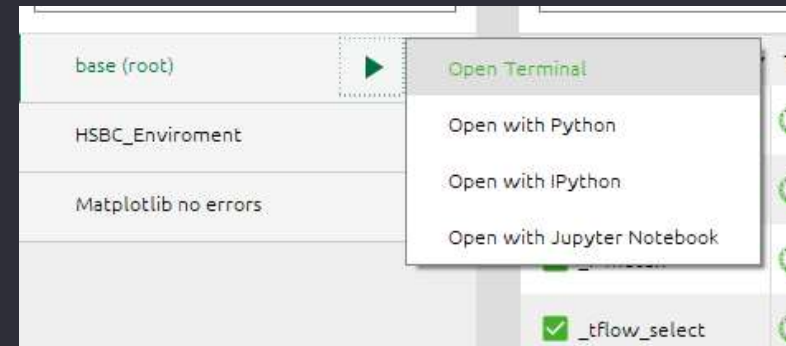 base (root)
Open Terminal
Open with Python
HSBC_Enviroment
Open with IPython
Matplotlib no errors
Open with Jupyter Notebook
_tflow_select